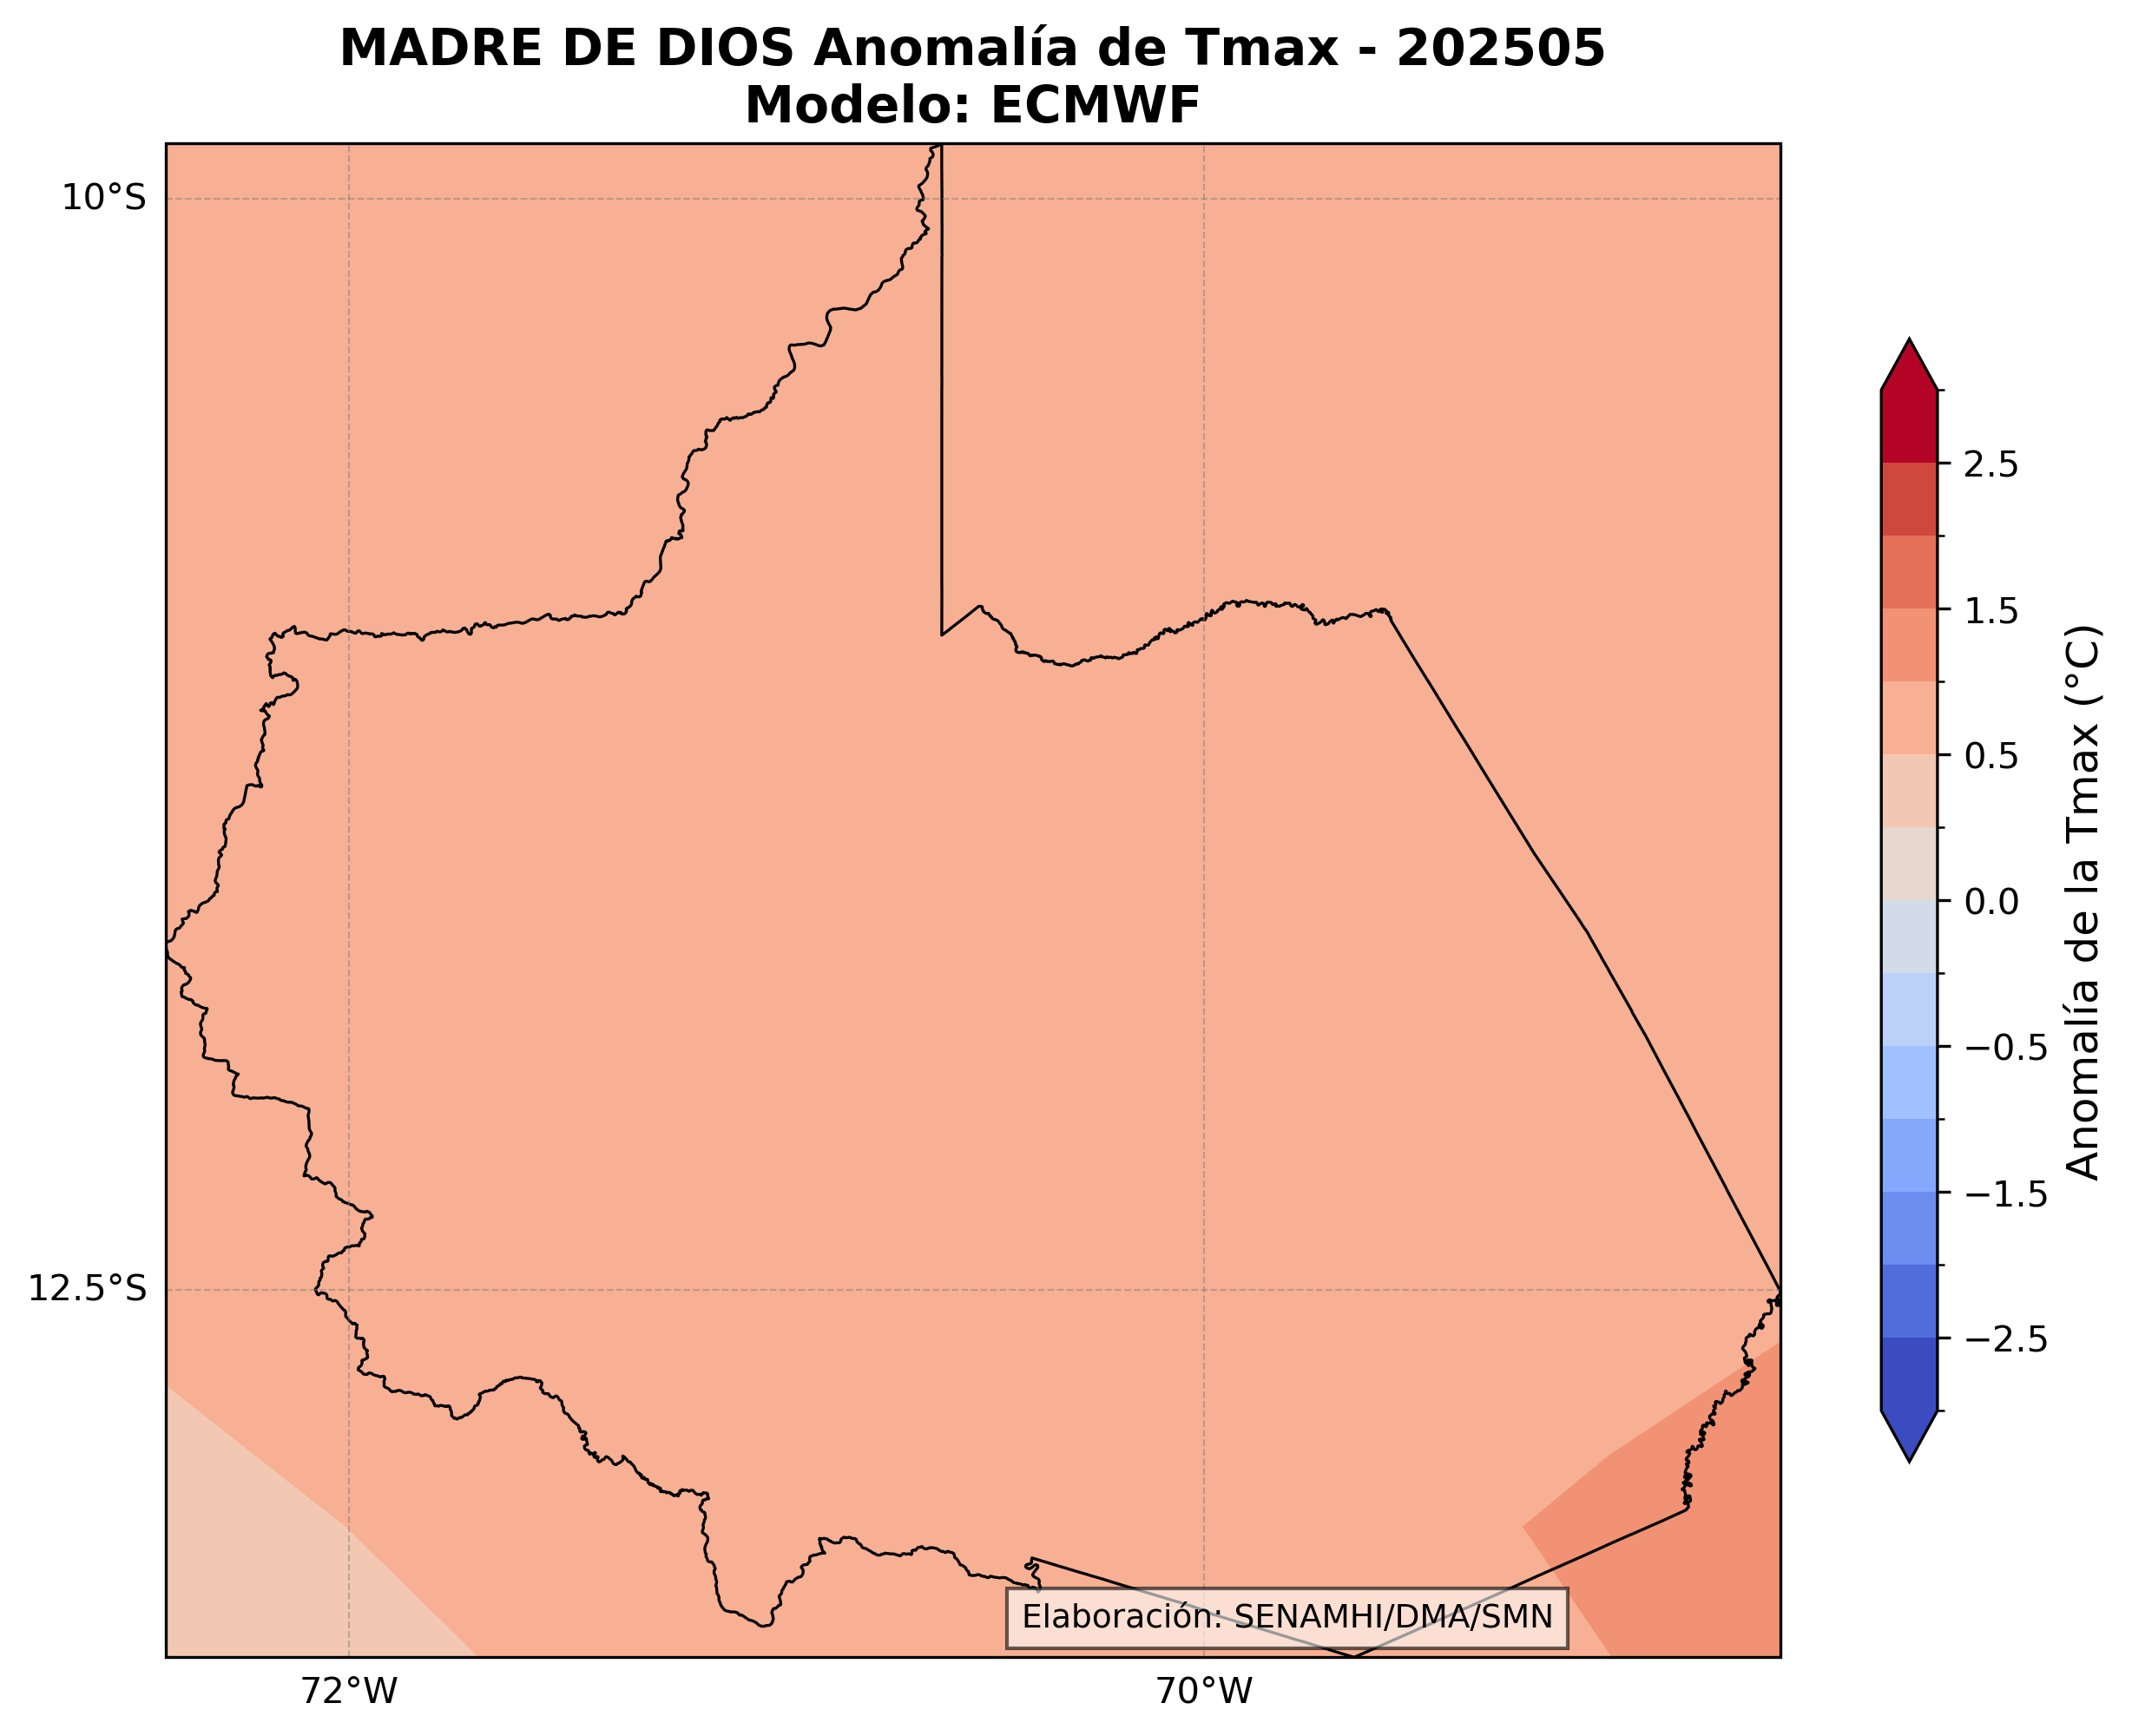 MADRE DE DIOS Anomalía de Tmax - 202505
Modelo: ECMWF
10°S
12.5°S
72°W
70°W
Elaboración: SENAMHI/DMA/SMN
2.5
1.5
0.5
0.0
−0.5
−1.5
−2.5
Anomalía de la Tmax (°C)